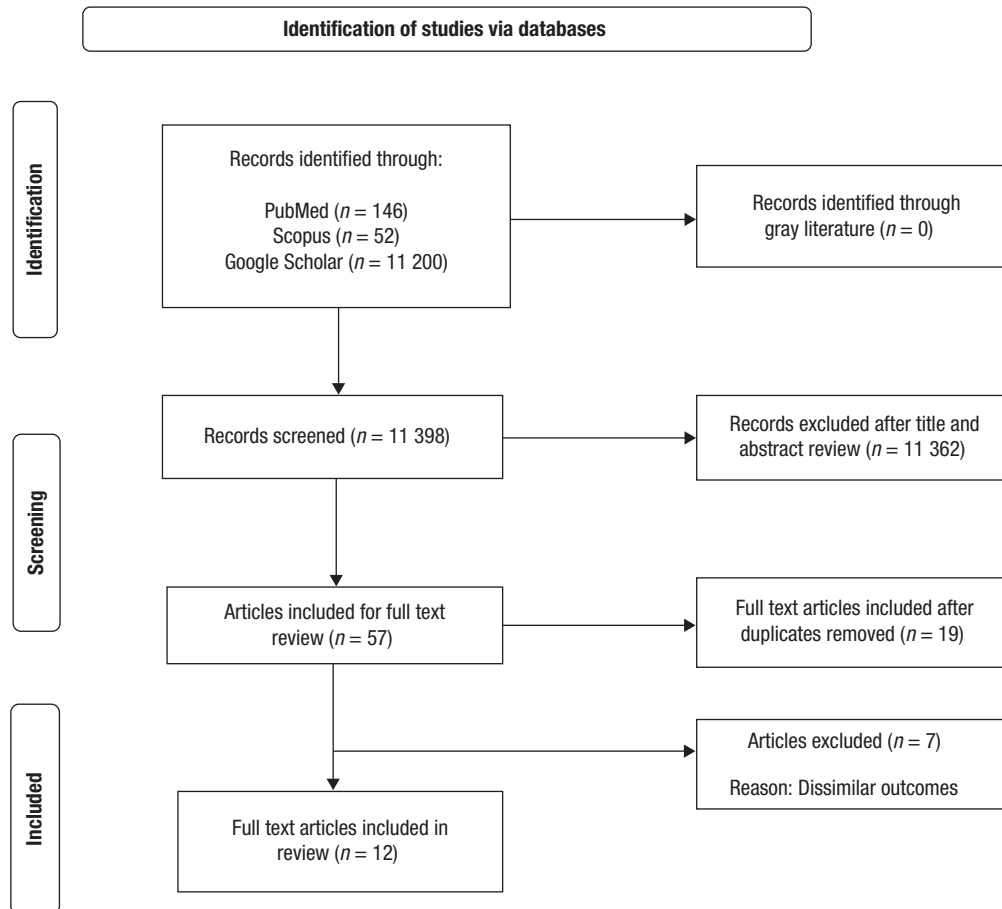 Identification of studies via databases
Identification
Records identified through:
PubMed (n = 146)
Scopus (n = 52)
Google Scholar (n = 11 200)
Records identified through
gray literature (n = 0)
Screening
Records screened (n = 11 398)
Records excluded after title and
abstract review (n = 11 362)
Articles included for full text
review (n = 57)
Full text articles included after
duplicates removed (n = 19)
Included
Articles excluded (n = 7)
Reason: Dissimilar outcomes
Full text articles included in
review (n = 12)